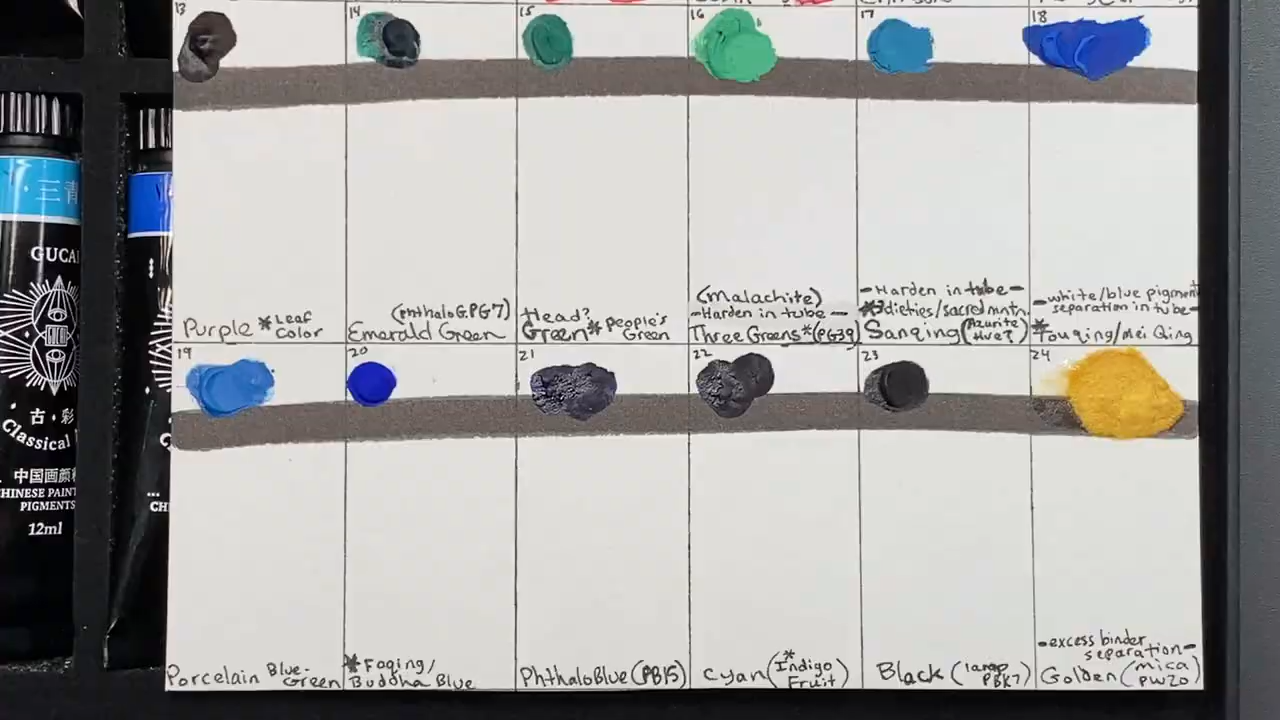 13
14
15
16
17
18
Purple *Leaf
Color
(PhthaloG.PG7)
Emerald Green
Head?
Green* People's
Green
(Malachite)
-Harden in tube-
Three Greens*(PG39)
-Harden in tube-
dieties/sacred mntn.
Sanqing (Azurite/
Hue?)
-white/blue pigment
separation in tube-
*
Touqing/Mei Qing
19
20
21
22
23
24
Porcelain Blue-
Green
*Foqing/
Buddha Blue
PhthaloBlue(PB15)
Cyan (*Indigo
Fruit)
Black (lamp
PBK7)
-excess binder
separation-
Golden (mica
PW20)
三青
GUCAI
古·彩
Classical
中国画颜料
CHINESE PAINT
PIGMENTS
12ml